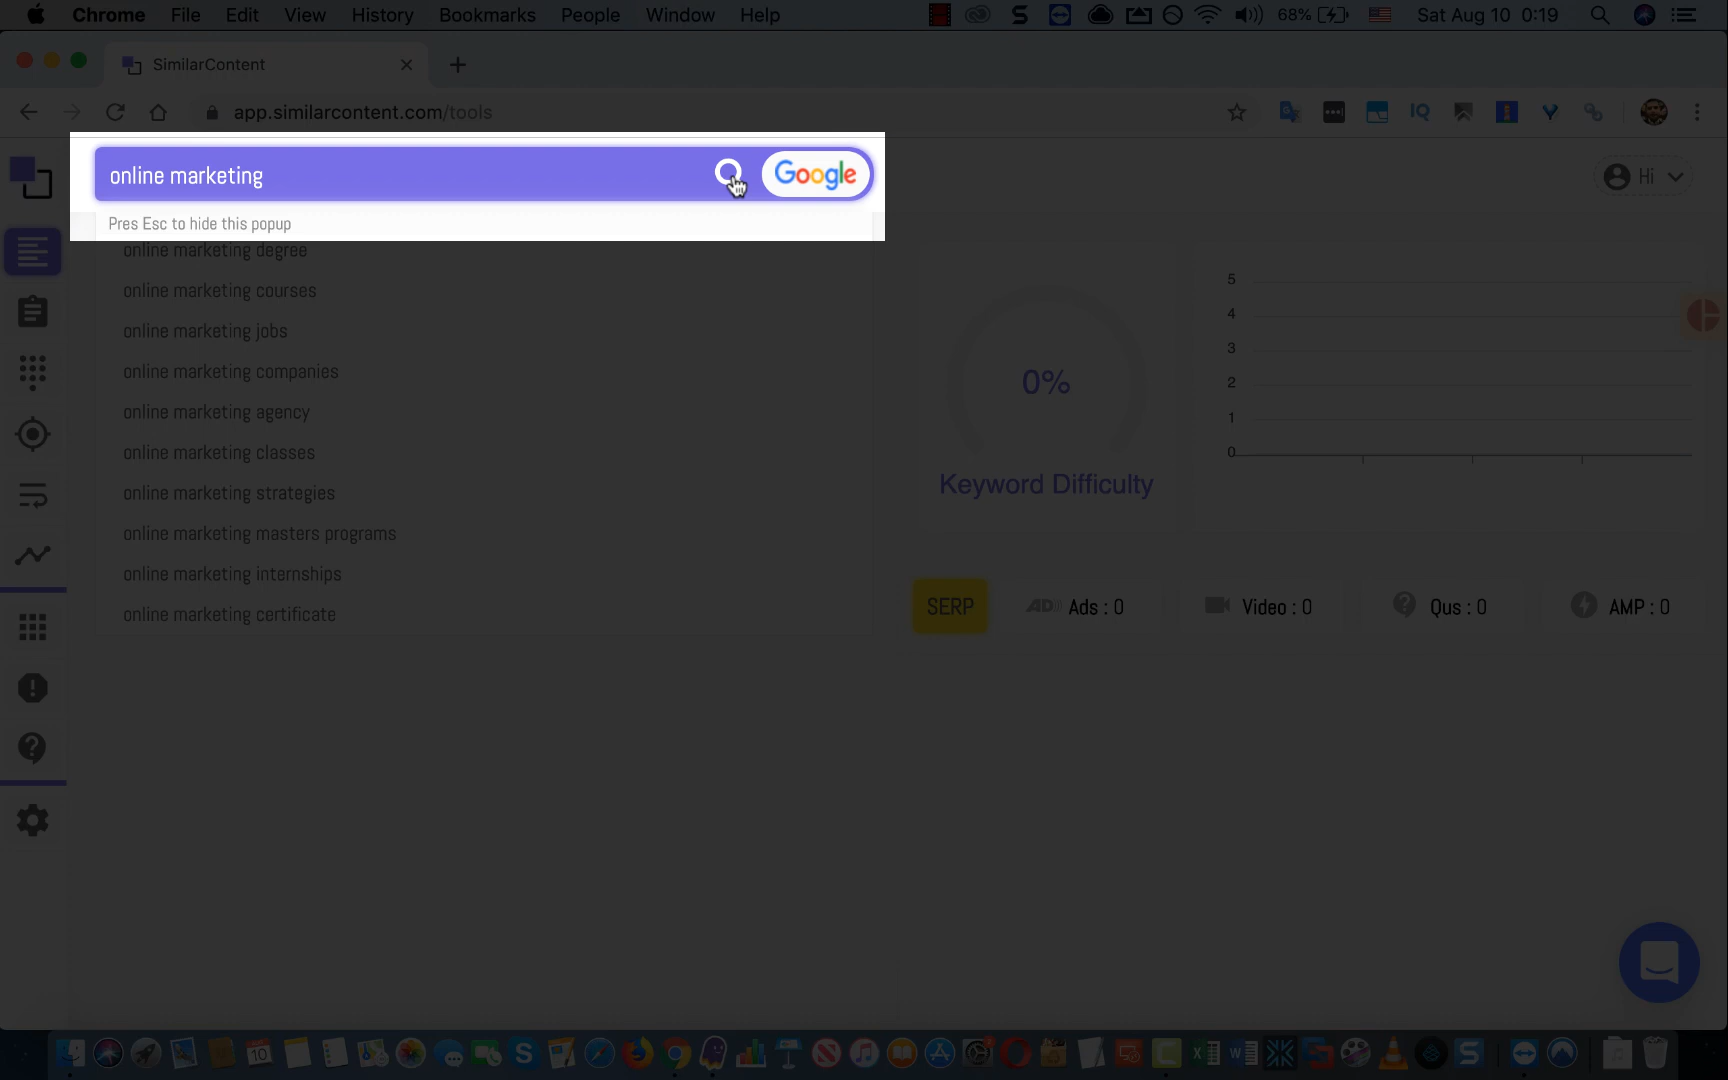 Chrome File Edit View History Bookmarks People Window Help S 68% Sat Aug 10 0:19
SimilarContent
app.similarcontent.com/tools
IQ
online marketing
Google
Hi
Pres Esc to hide this popup
online marketing degree
online marketing courses
online marketing jobs
online marketing companies
online marketing agency
online marketing classes
online marketing strategies
online marketing masters programs
online marketing internships
online marketing certificate
0%
Keyword Difficulty
5
4
3
2
1
0
SERP
AD Ads : 0
Video : 0
Qus : 0
AMP : 0
10